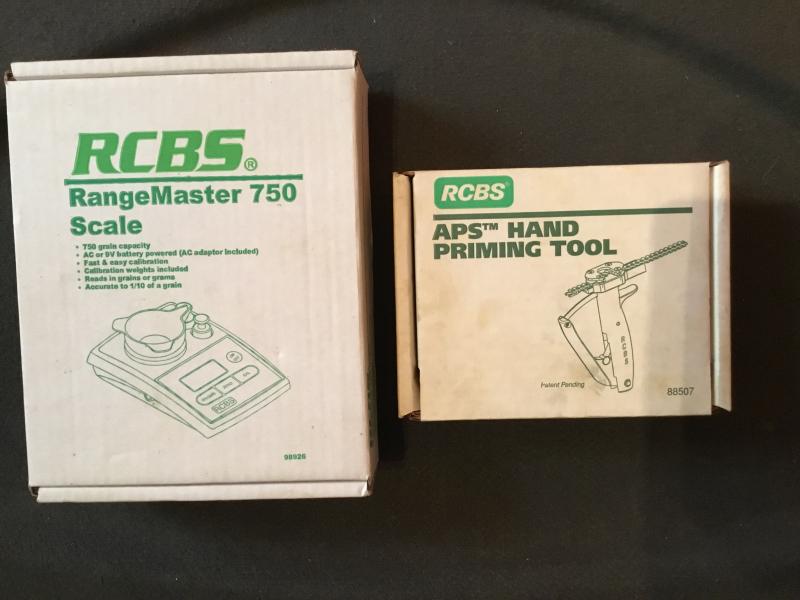 RCBS®
RangeMaster 750
Scale
• 750 grain capacity
• AC or 9V battery powered (AC adaptor included)
• Fast & easy calibration
• Calibration weights included
• Reads in grains or grams
• Accurate to 1/10 of a grain
RCBS
98926
RCBS®
APS™ HAND
PRIMING TOOL
RCBS
Patent Pending
88507